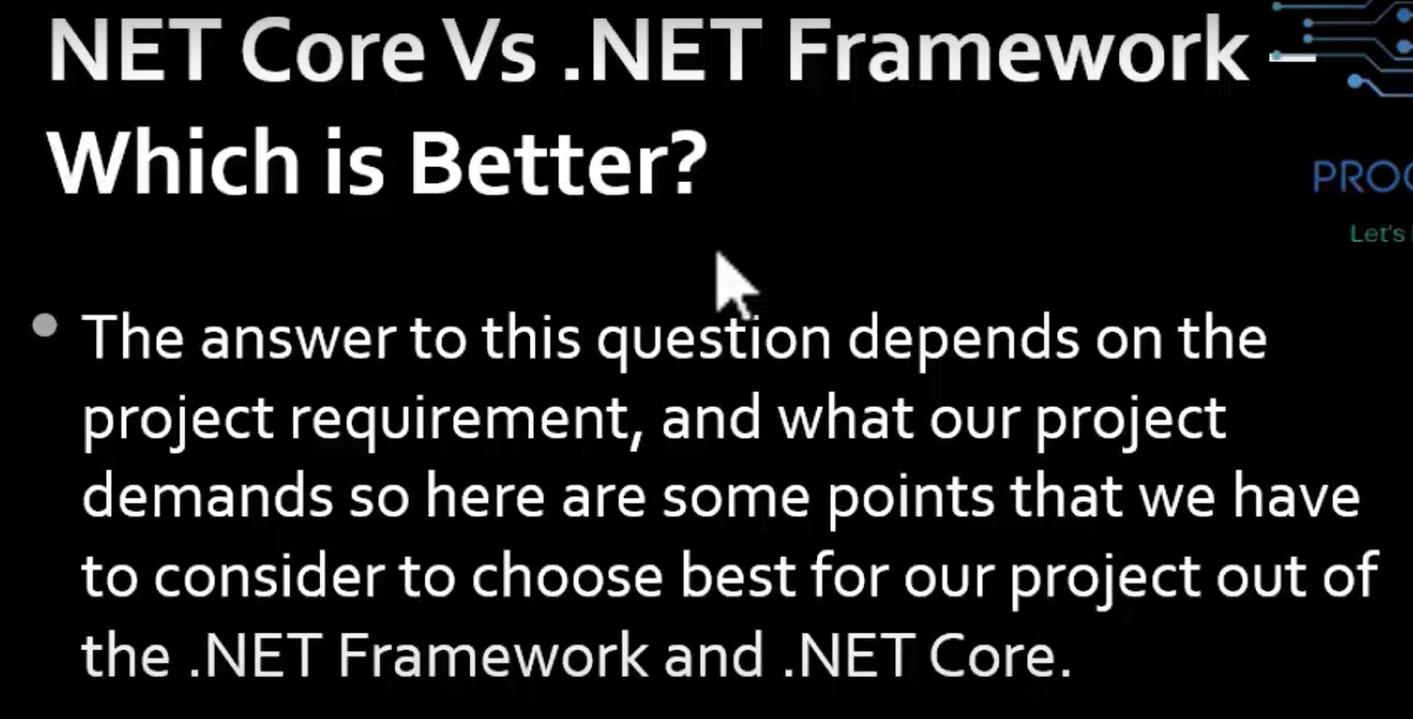 NET Core Vs .NET Framework –
Which is Better?
Let's
The answer to this question depends on the
project requirement, and what our project
demands so here are some points that we have
to consider to choose best for our project out of
the .NET Framework and .NET Core.